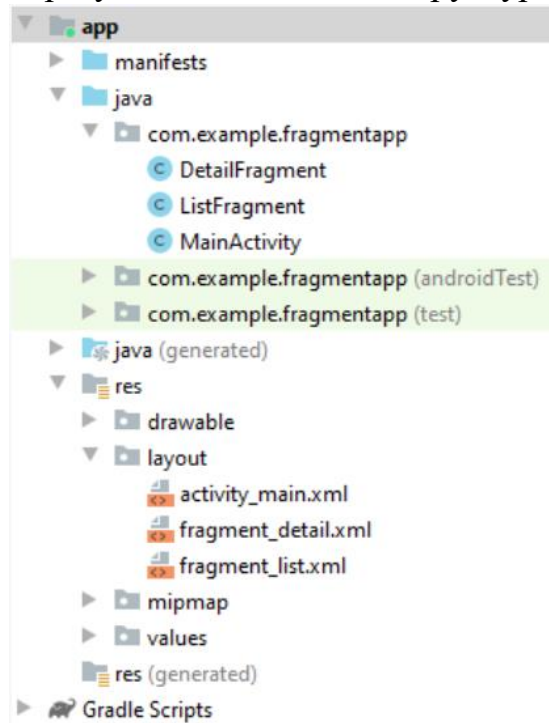 app
manifests
java
com.example.fragmentapp
DetailFragment
ListFragment
MainActivity
com.example.fragmentapp (androidTest)
com.example.fragmentapp (test)
java (generated)
res
drawable
layout
activity_main.xml
fragment_detail.xml
fragment_list.xml
mipmap
values
res (generated)
Gradle Scripts